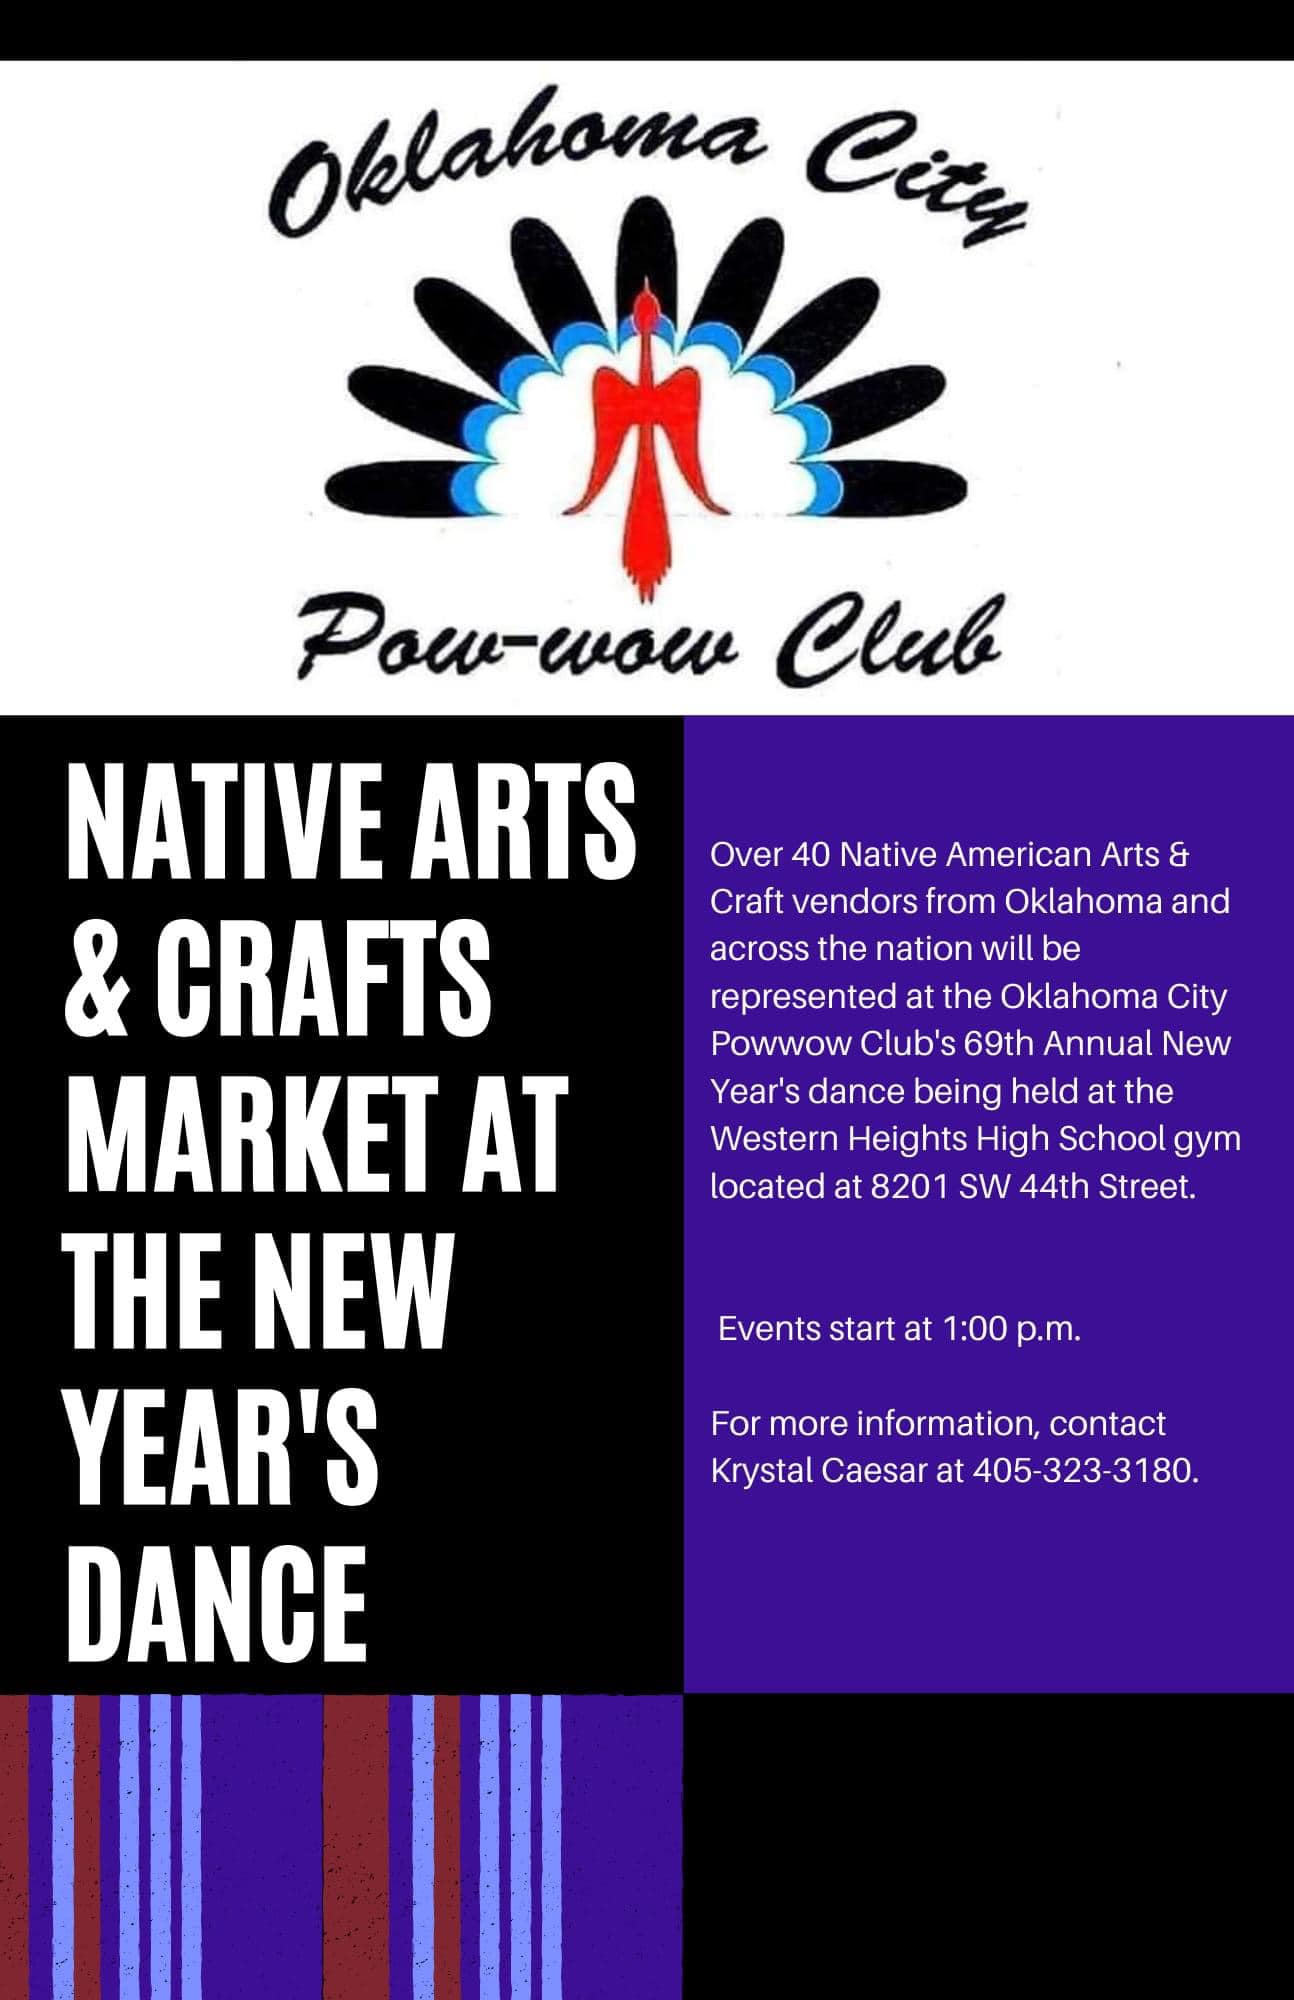 Oklahoma City
Pow-wow Club
NATIVE ARTS
& CRAFTS
MARKET AT
THE NEW
YEAR'S
DANCE
Over 40 Native American Arts &
Craft vendors from Oklahoma and
across the nation will be
represented at the Oklahoma City
Powwow Club's 69th Annual New
Year's dance being held at the
Western Heights High School gym
located at 8201 SW 44th Street.
Events start at 1:00 p.m.
For more information, contact
Krystal Caesar at 405-323-3180.